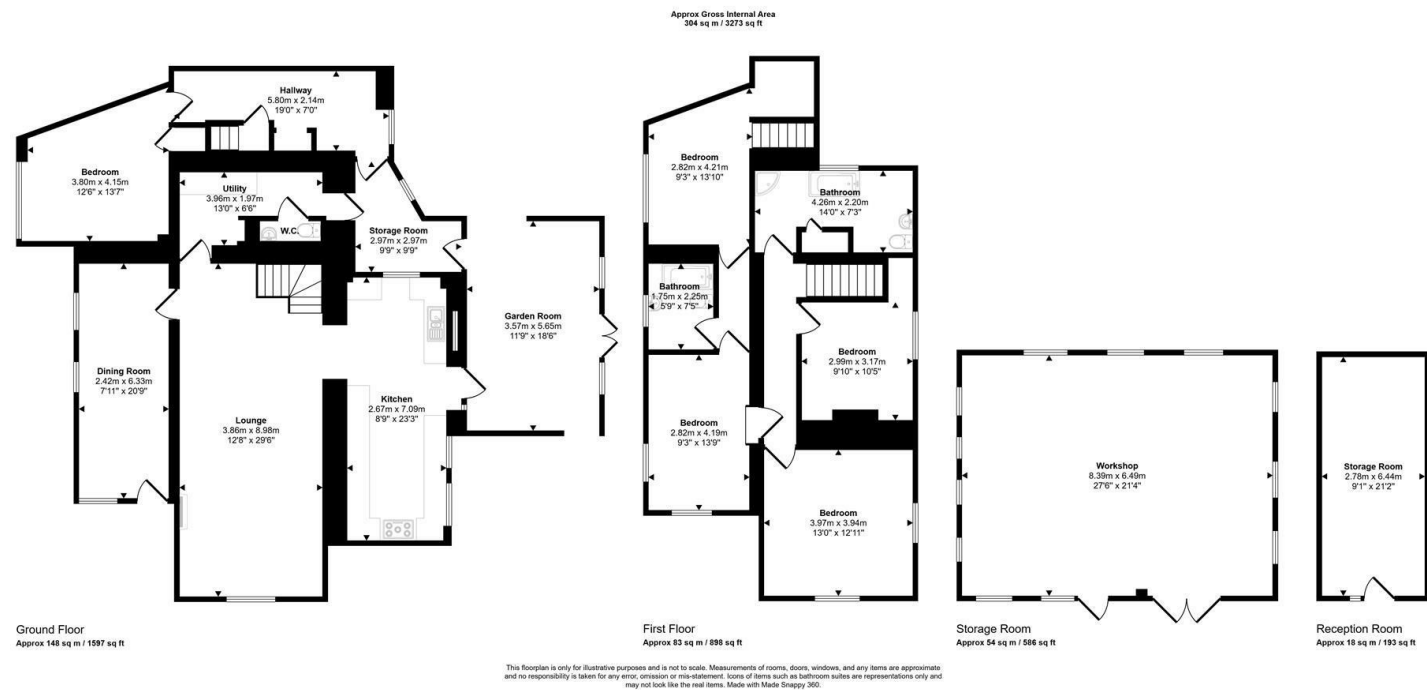 Approx Gross Internal Area
304 sq m / 3273 sq ft
Hallway
5.80m x 2.14m
19'0" x 7'0"
Bedroom
3.80m x 4.15m
12'6" x 13'7"
Utility
3.96m x 1.97m
13'0" x 6'6"
W.C.
Storage Room
2.97m x 2.97m
9'9" x 9'9"
Garden Room
3.57m x 5.65m
11'9" x 18'6"
Dining Room
2.42m x 6.33m
7'11" x 20'9"
Lounge
3.86m x 8.98m
12'8" x 29'6"
Kitchen
2.67m x 7.09m
8'9" x 23'3"
Ground Floor
Approx 148 sq m / 1597 sq ft
Bedroom
2.82m x 4.21m
9'3" x 13'10"
Bathroom
4.26m x 2.20m
14'0" x 7'3"
Bathroom
1.75m x 2.25m
5'9" x 7'5"
Bedroom
2.99m x 3.17m
9'10" x 10'5"
Bedroom
2.82m x 4.19m
9'3" x 13'9"
Bedroom
3.97m x 3.94m
13'0" x 12'11"
First Floor
Approx 83 sq m / 898 sq ft
Workshop
8.39m x 6.49m
27'6" x 21'4"
Storage Room
Approx 54 sq m / 586 sq ft
Storage Room
2.78m x 6.44m
9'1" x 21'2"
Reception Room
Approx 18 sq m / 193 sq ft
This floorplan is only for illustrative purposes and is not to scale. Measurements of rooms, doors, windows, and any items are approximate
and no responsibility is taken for any error, omission or mis-statement. Icons of items such as bathroom suites are representations only and
may not look like the real items. Made with Made Snappy 360.